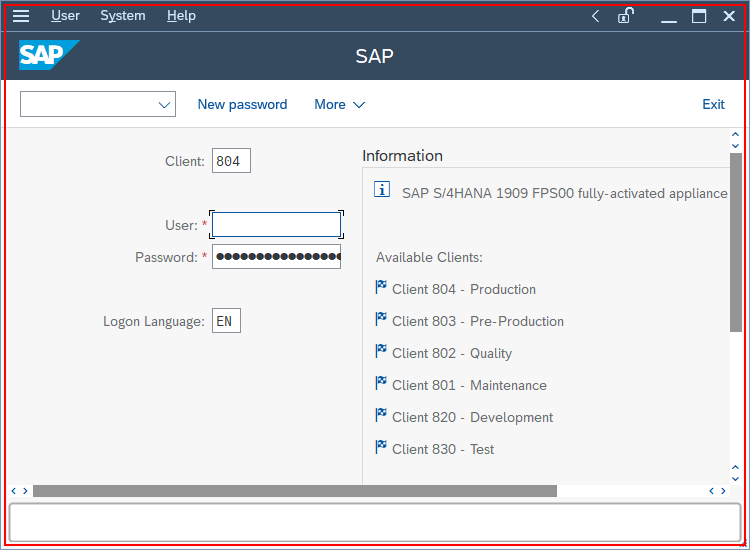 User System Help
SAP SAP
New password More Exit
Client: 804
User: *
Password: * ●●●●●●●●●●●●●●●●
Logon Language: EN
Information
SAP S/4HANA 1909 FPS00 fully-activated appliance
Available Clients:
Client 804 - Production
Client 803 - Pre-Production
Client 802 - Quality
Client 801 - Maintenance
Client 820 - Development
Client 830 - Test